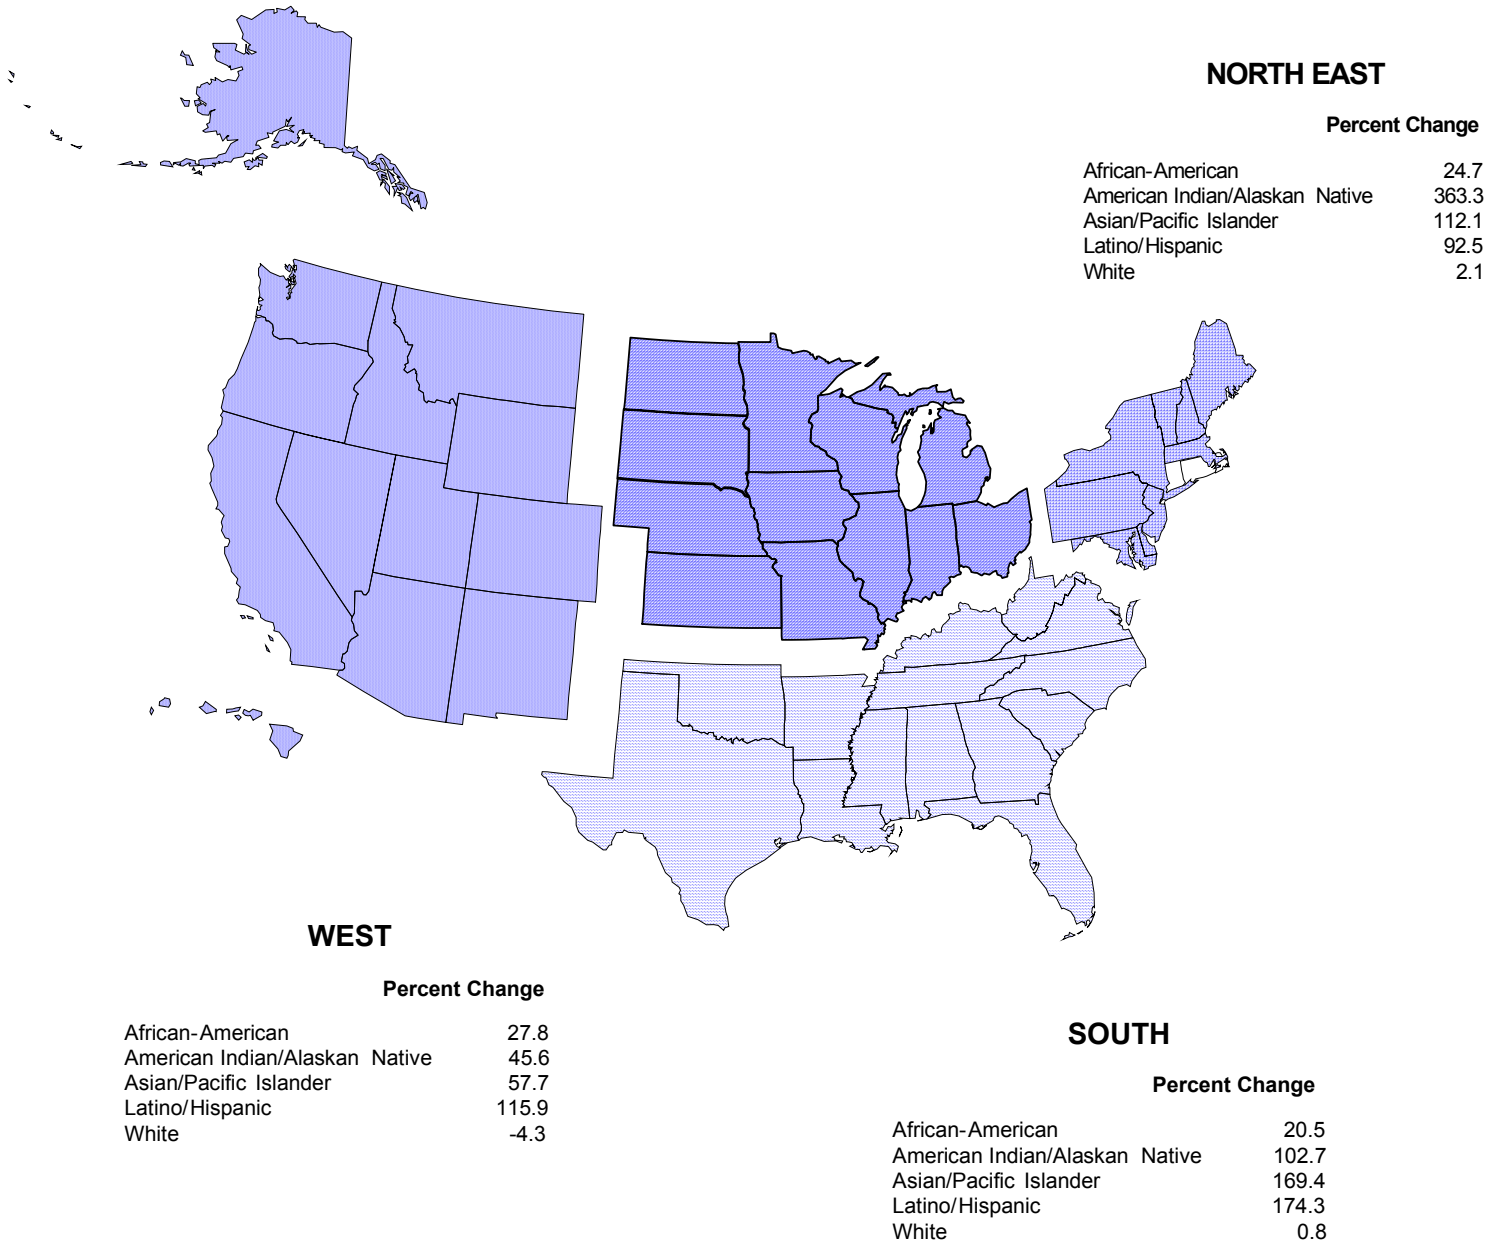 NORTH EAST
Percent Change
African-American 24.7
American Indian/Alaskan Native 363.3
Asian/Pacific Islander 112.1
Latino/Hispanic 92.5
White 2.1
WEST
Percent Change
African-American 27.8
American Indian/Alaskan Native 45.6
Asian/Pacific Islander 57.7
Latino/Hispanic 115.9
White -4.3
SOUTH
Percent Change
African-American 20.5
American Indian/Alaskan Native 102.7
Asian/Pacific Islander 169.4
Latino/Hispanic 174.3
White 0.8